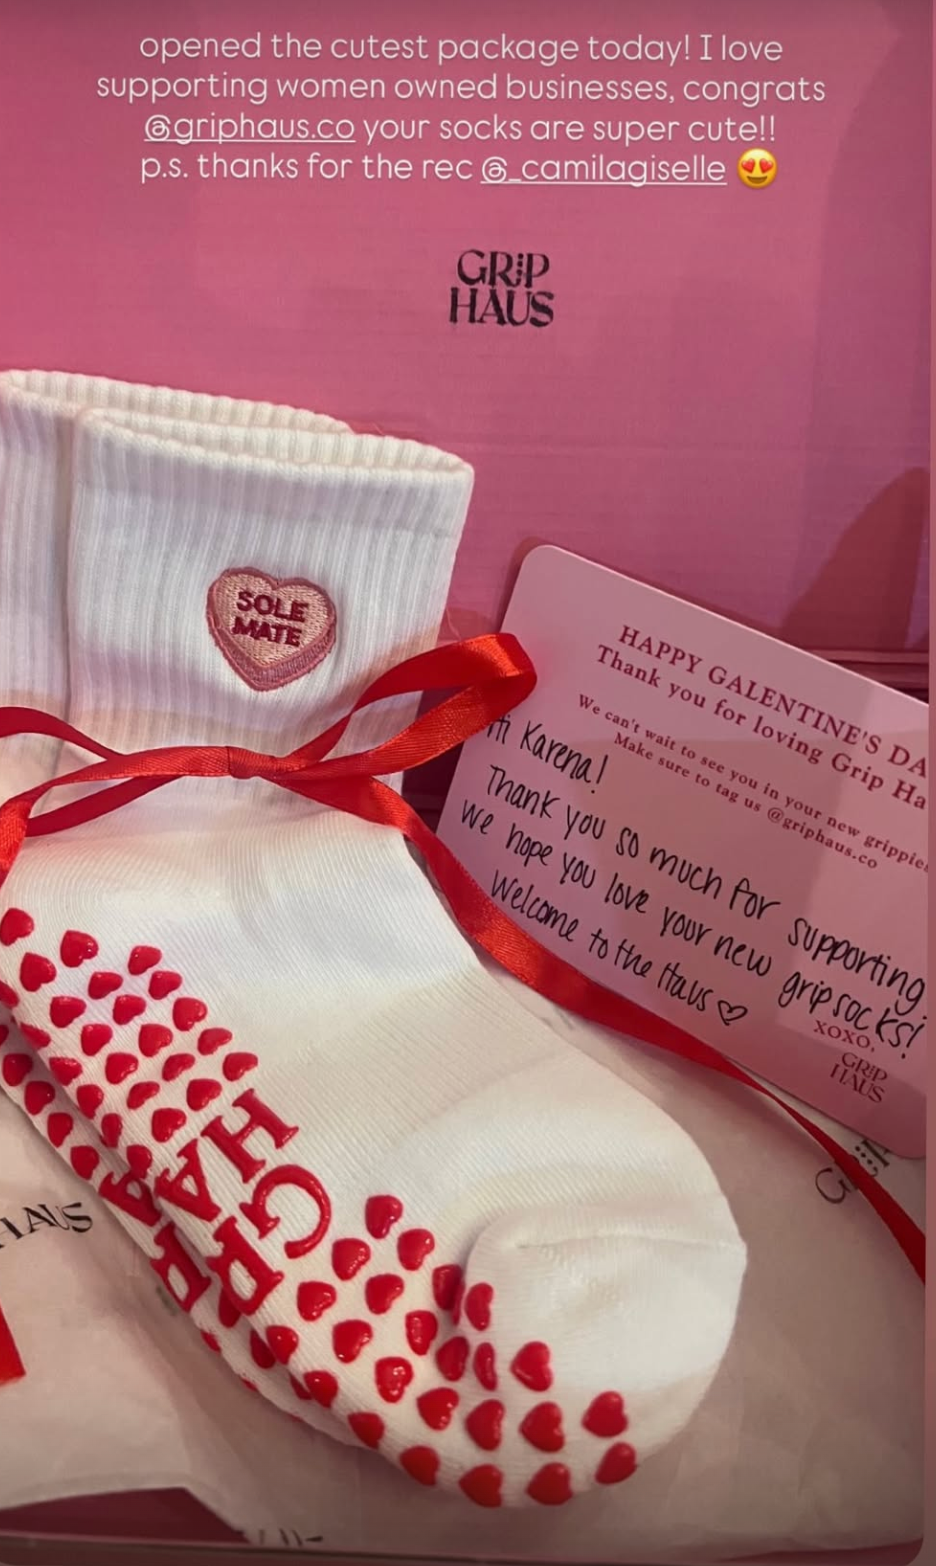 opened the cutest package today! I love
supporting women owned businesses, congrats
@griphaus.co your socks are super cute!!
p.s. thanks for the rec @_camilagiselle 😍
GRIP
HAUS
SOLE
MATE
HAPPY GALENTINE'S DA
Thank you for loving Grip Ha
We can't wait to see you in your new grippie
Make sure to tag us @griphaus.co
Hi Karena!
Thank you so much for supporting
we hope you love your new gripsocks!
Welcome to the Haus ♡
XOXO,
GRIP
HAUS
GRIP
HA
HAUS
GRIP